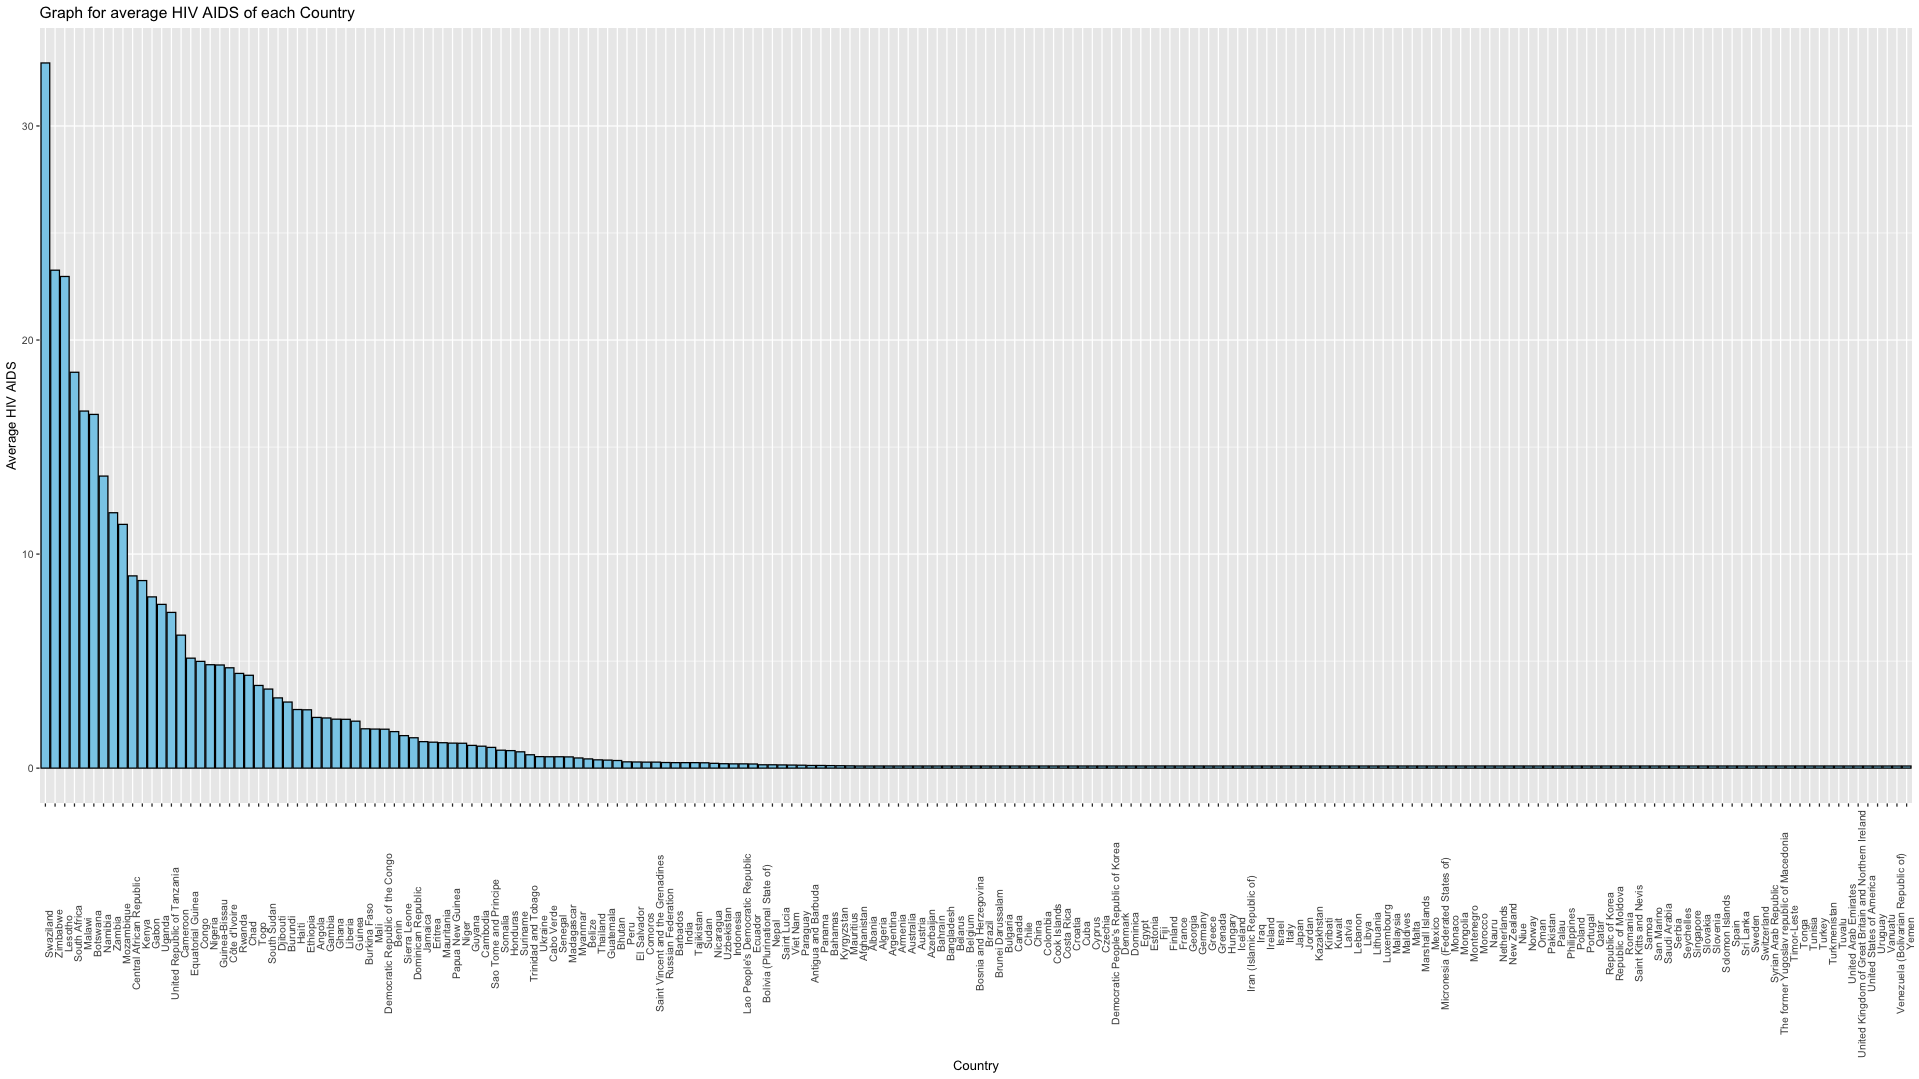 Graph for average HIV AIDS of each Country
Average HIV AIDS
30
20
10
0
Swaziland
Zimbabwe
Lesotho
South Africa
Malawi
Botswana
Namibia
Zambia
Mozambique
Central African Republic
Kenya
Gabon
Uganda
United Republic of Tanzania
Cameroon
Equatorial Guinea
Congo
Nigeria
Guinea-Bissau
Côte d'Ivoire
Rwanda
Chad
Togo
South Sudan
Djibouti
Burundi
Haiti
Ethiopia
Angola
Gambia
Ghana
Liberia
Guinea
Burkina Faso
Mali
Democratic Republic of the Congo
Benin
Sierra Leone
Dominican Republic
Jamaica
Eritrea
Mauritania
Papua New Guinea
Niger
Guyana
Cambodia
Sao Tome and Principe
Somalia
Honduras
Suriname
Trinidad and Tobago
Ukraine
Cabo Verde
Senegal
Madagascar
Myanmar
Belize
Thailand
Guatemala
Bhutan
Peru
El Salvador
Comoros
Saint Vincent and the Grenadines
Russian Federation
Barbados
India
Tajikistan
Sudan
Nicaragua
Uzbekistan
Indonesia
Lao People's Democratic Republic
Ecuador
Bolivia (Plurinational State of)
Nepal
Saint Lucia
Viet Nam
Paraguay
Antigua and Barbuda
Panama
Bahamas
Kyrgyzstan
Mauritius
Afghanistan
Albania
Algeria
Argentina
Armenia
Australia
Austria
Azerbaijan
Bahrain
Bangladesh
Belarus
Belgium
Bosnia and Herzegovina
Brazil
Brunei Darussalam
Bulgaria
Canada
Chile
China
Colombia
Cook Islands
Costa Rica
Croatia
Cuba
Cyprus
Czechia
Democratic People's Republic of Korea
Denmark
Dominica
Egypt
Estonia
Fiji
Finland
France
Georgia
Germany
Greece
Grenada
Hungary
Iceland
Iran (Islamic Republic of)
Iraq
Ireland
Israel
Italy
Japan
Jordan
Kazakhstan
Kiribati
Kuwait
Latvia
Lebanon
Libya
Lithuania
Luxembourg
Malaysia
Maldives
Malta
Marshall Islands
Mexico
Micronesia (Federated States of)
Monaco
Mongolia
Montenegro
Morocco
Nauru
Netherlands
New Zealand
Niue
Norway
Oman
Pakistan
Palau
Philippines
Poland
Portugal
Qatar
Republic of Korea
Republic of Moldova
Romania
Saint Kitts and Nevis
Samoa
San Marino
Saudi Arabia
Serbia
Seychelles
Singapore
Slovakia
Slovenia
Solomon Islands
Spain
Sri Lanka
Sweden
Switzerland
Syrian Arab Republic
The former Yugoslav republic of Macedonia
Timor-Leste
Tonga
Tunisia
Turkey
Turkmenistan
Tuvalu
United Arab Emirates
United Kingdom of Great Britain and Northern Ireland
United States of America
Uruguay
Vanuatu
Venezuela (Bolivarian Republic of)
Yemen
Country